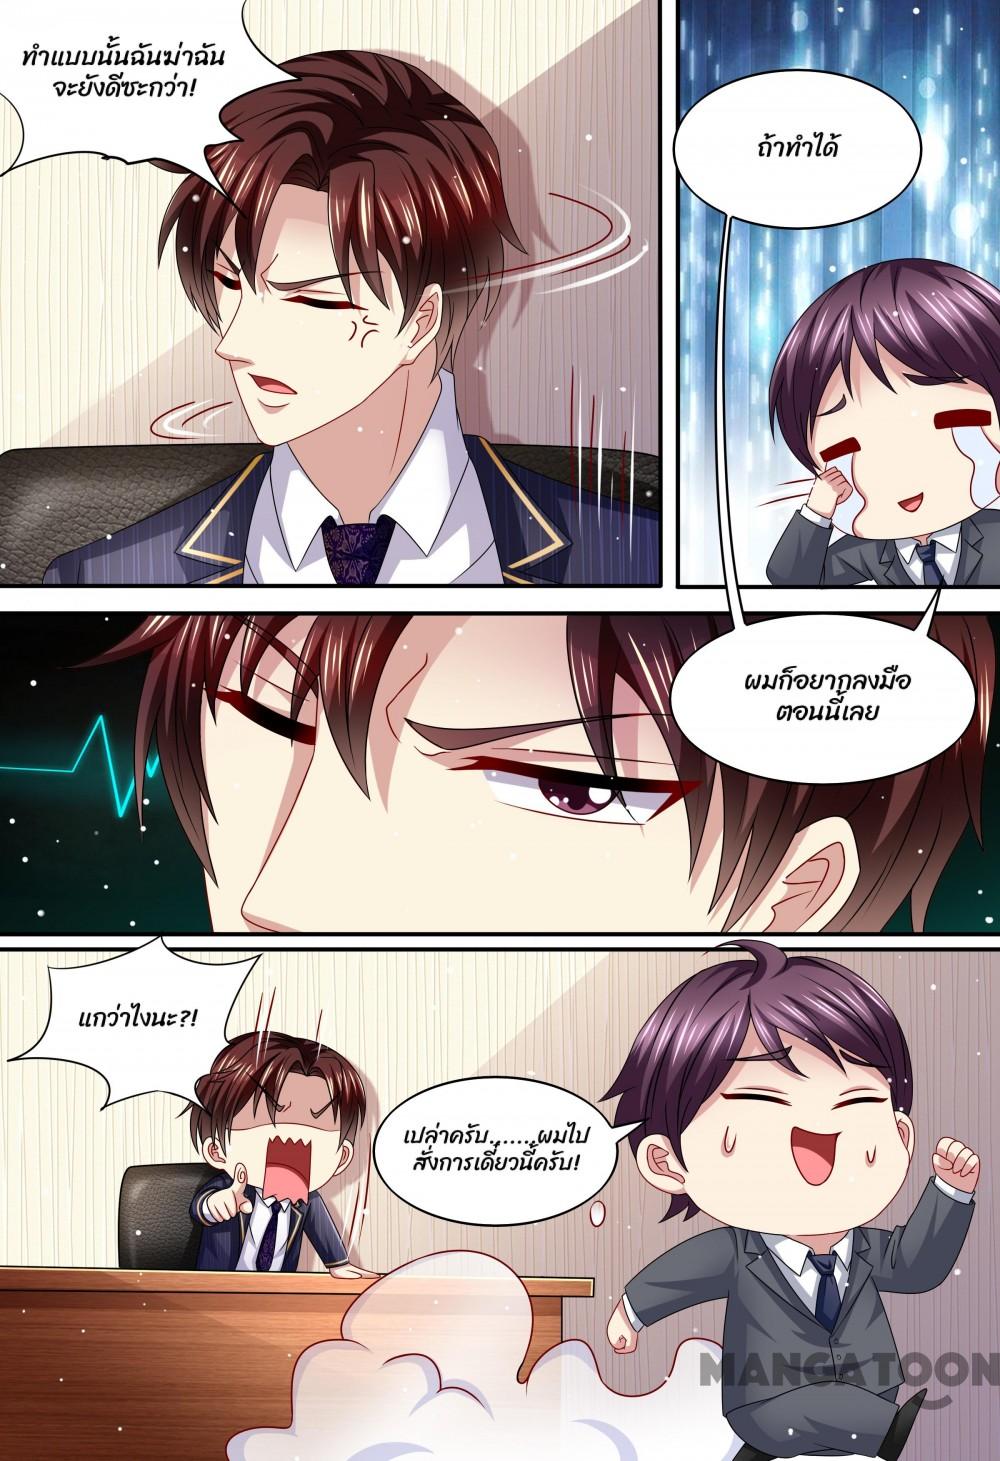 ทำแบบนั้นฉันฆ่าฉัน
จะยังดีซะกว่า!
ถ้าทำได้
ผมก็อยากลงมือ
ตอนนี้เลย
แกว่าไงนะ?!
เปล่าครับ......ผมไป
สั่งการเดี๋ยวนี้ครับ!
MANGATOON